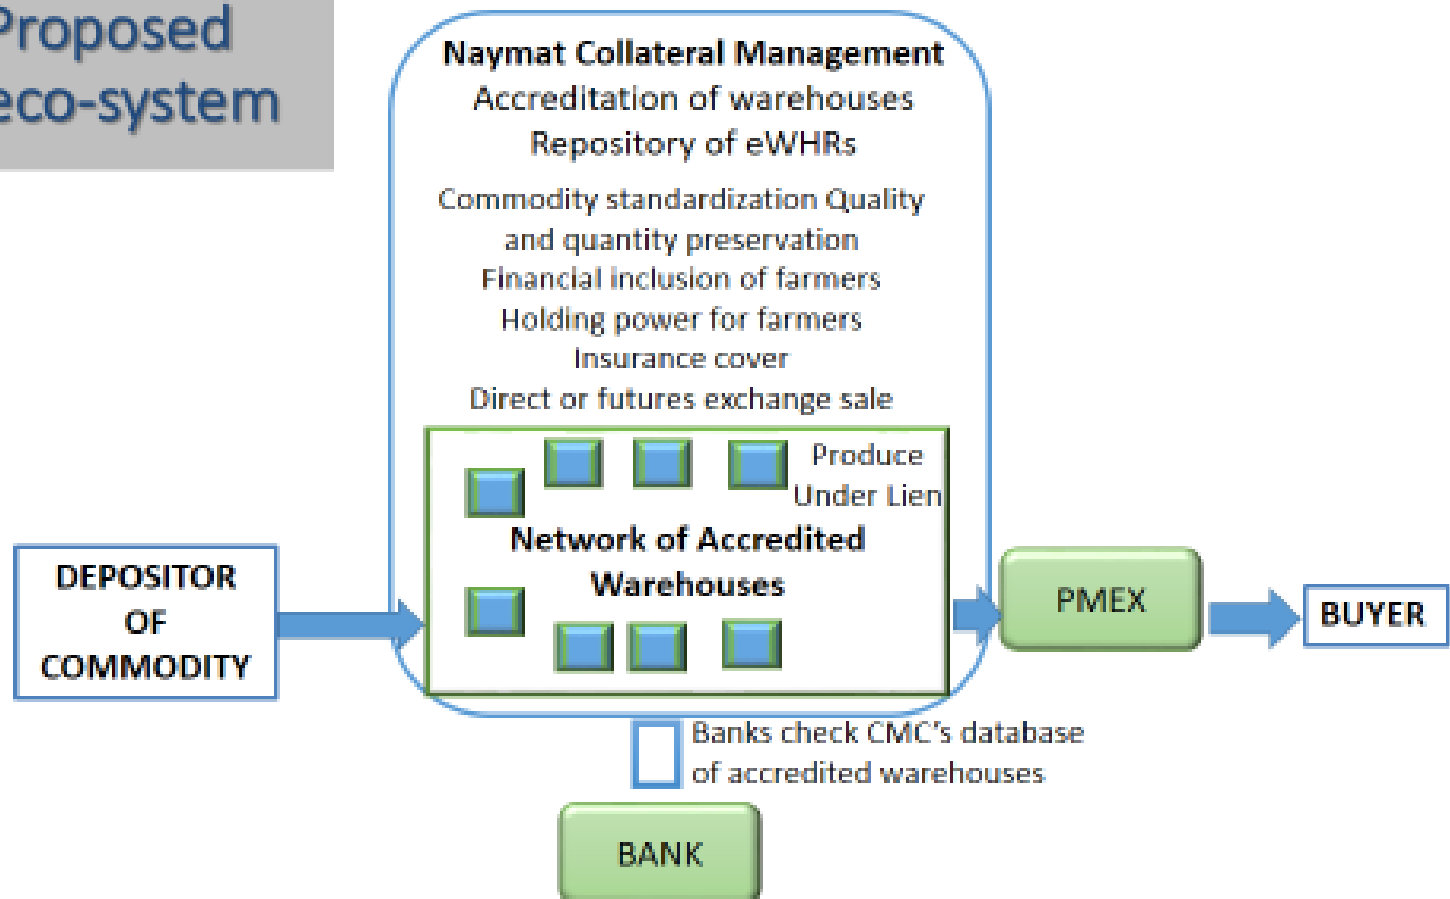 Proposed
eco-system
Naymat Collateral Management
Accreditation of warehouses
Repository of eWHRs
Commodity standardization Quality
and quantity preservation
Financial inclusion of farmers
Holding power for farmers
Insurance cover
Direct or futures exchange sale
Produce
Under Lien
Network of Accredited
Warehouses
DEPOSITOR
OF
COMMODITY
PMEX
BUYER
Banks check CMC's database
of accredited warehouses
BANK